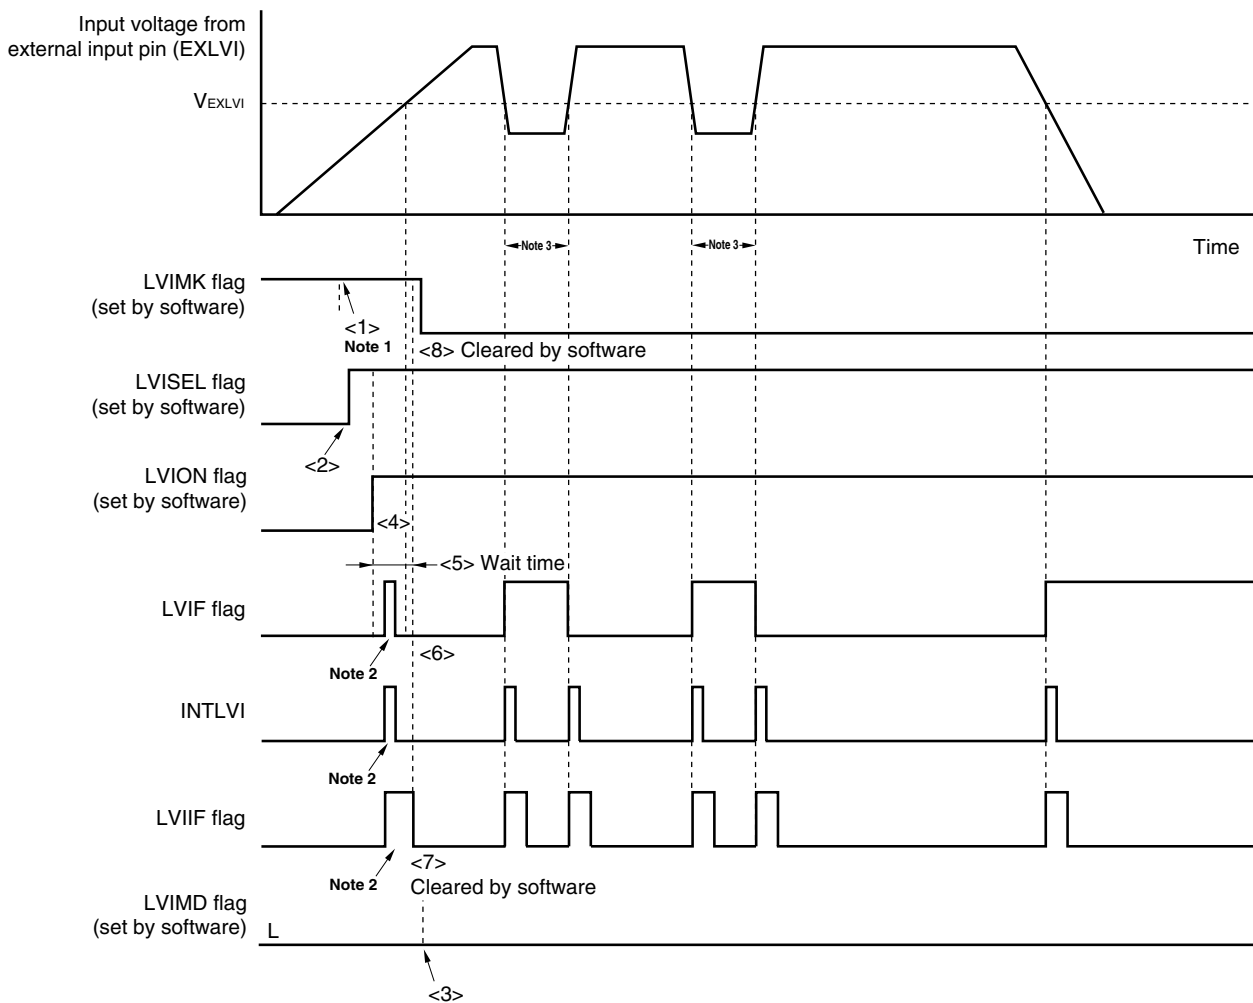 Input voltage from
external input pin (EXLVI)
VEXLVI
Note 3
Note 3
Time
LVIMK flag
(set by software)
<1>
Note 1
<8> Cleared by software
LVISEL flag
(set by software)
<2>
LVION flag
(set by software)
<4>
<5> Wait time
LVIF flag
Note 2
<6>
INTLVI
Note 2
LVIIF flag
Note 2
<7>
Cleared by software
LVIMD flag
(set by software)
L
<3>